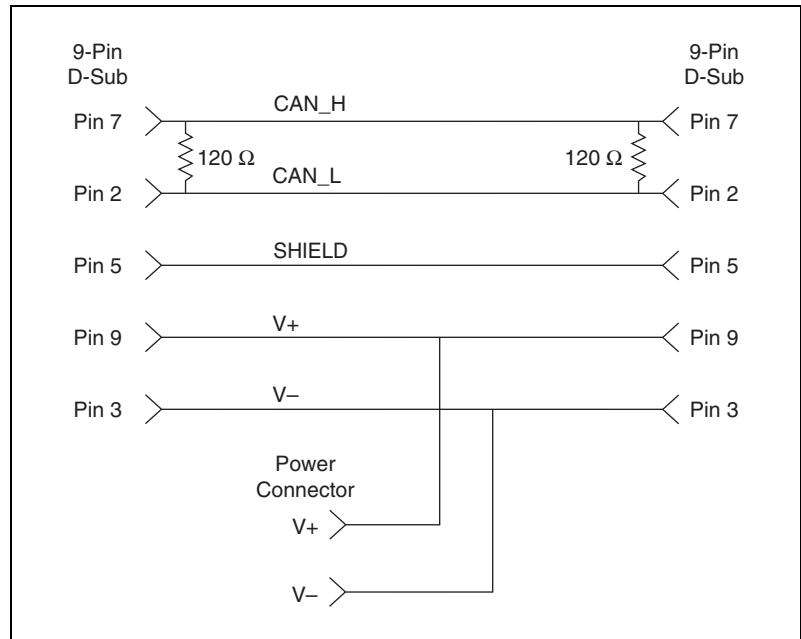 9-Pin
D-Sub
9-Pin
D-Sub
Pin 7
CAN_H
Pin 7
120 Ω
120 Ω
Pin 2
CAN_L
Pin 2
Pin 5
SHIELD
Pin 5
Pin 9
V+
Pin 9
Pin 3
V–
Pin 3
Power
Connector
V+
V–